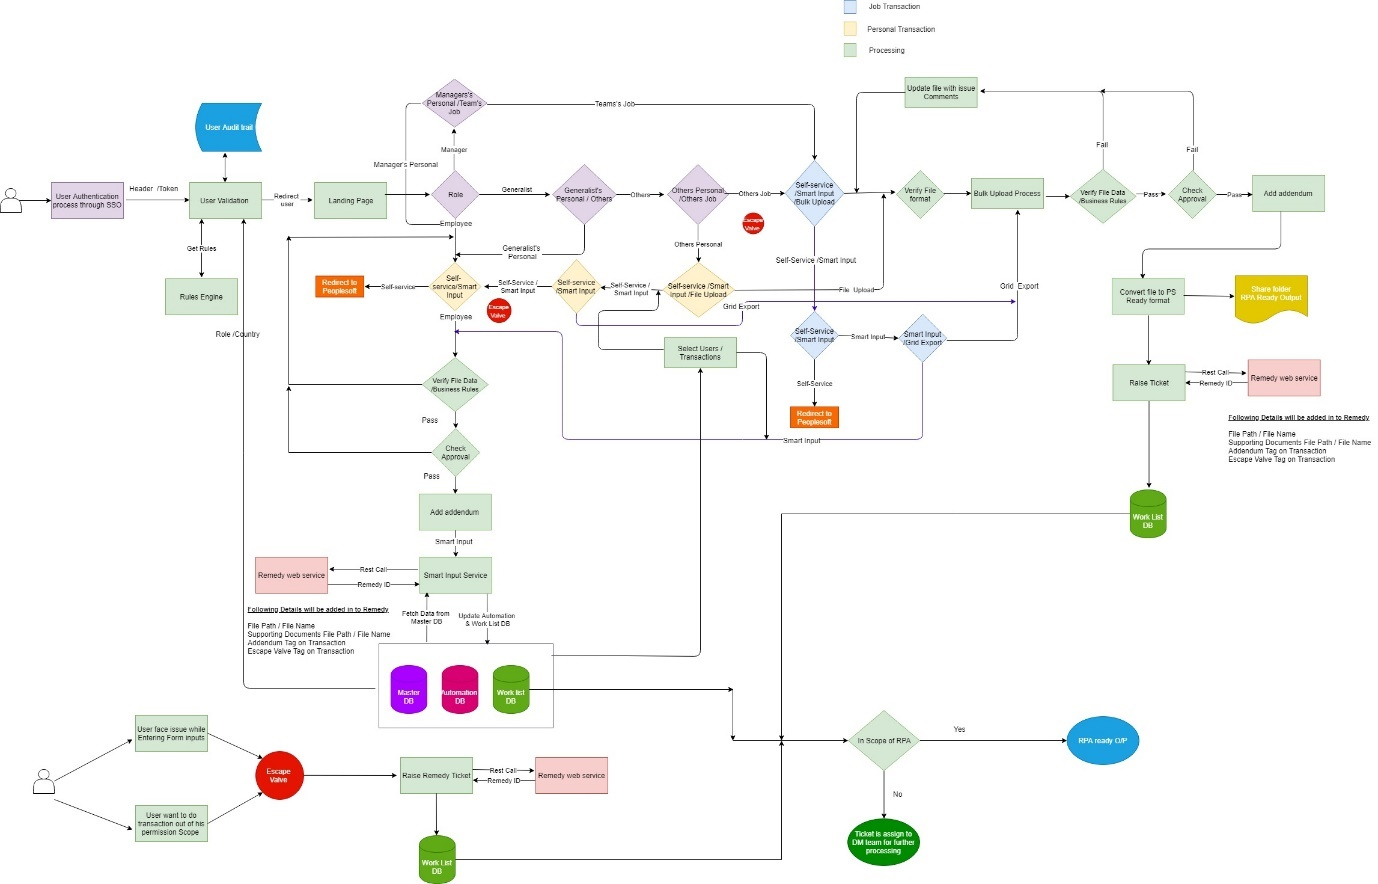 Job Transaction
Personal Transaction
Processing
Managers's
Personal /Team's
Job
Teams's Job
Update file with issue
Comments
User Audit trail
Manager
Manager's Personal
Fail
Fail
User Authentication
process through SSO
Header /Token
User Validation
Redirect
user
Landing Page
Role
Generalist
Generalist's
Personal / Others
Others
Others Personal
/Others Job
Others Job
Escape
Valve
Self-service
/Smart Input
/Bulk Upload
Verify File
format
Bulk Upload Process
Verify File Data
/Business Rules
Pass
Check
Approval
Pass
Add addendum
Employee
Get Rules
Generalist's
Personal
Others Personal
Self-Service /Smart Input
Rules Engine
Redirect to
Peoplesoft
Self-service
Self-
service/Smart
Input
Self-Service /
Smart Input
Self-service
/Smart Input
Self-Service /
Smart Input
Self-service /Smart
Input /File Upload
File Upload
Grid Export
Grid Export
Convert file to PS
Ready format
Share folder
RPA Ready Output
Escape
Valve
Employee
Role /Country
Self-Service
/Smart Input
Smart Input
Smart Input
/Grid Export
Select Users /
Transactions
Verify File Data
/Business Rules
Self-Service
Redirect to
Peoplesoft
Raise Ticket
Rest Call
Remedy ID
Remedy web service
Following Details will be added in to Remedy
File Path / File Name
Supporting Documents File Path / File Name
Addendum Tag on Transaction
Escape Valve Tag on Transaction
Pass
Smart Input
Check
Approval
Pass
Add addendum
Work List
DB
Smart Input
Remedy web service
Rest Call
Remedy ID
Smart Input Service
Following Details will be added in to Remedy
File Path / File Name
Supporting Documents File Path / File Name
Addendum Tag on Transaction
Escape Valve Tag on Transaction
Fetch Data from
Master DB
Update Automation
& Work List DB
Master
DB
Automation
DB
Work list
DB
User face issue while
Entering Form inputs
Escape
Valve
User want to do
transaction out of his
permission Scope
Raise Remedy Ticket
Rest Call
Remedy ID
Remedy web service
Work List
DB
In Scope of RPA
Yes
RPA ready O/P
No
Ticket is assign to
DM team for further
processing